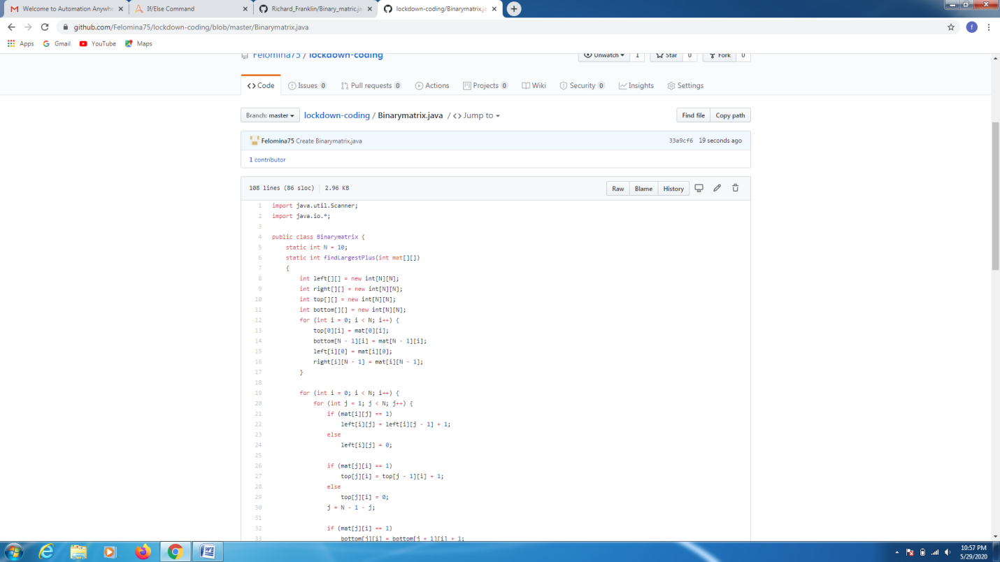 Welcome to Automation Anywhe
If/Else Command
Richard_Franklin/Binary_matric.ja
lockdown-coding/Binarymatrix.ja
github.com/Felomina75/lockdown-coding/blob/master/Binarymatrix.java
f
Apps
Gmail
YouTube
Maps
Felomina75 / lockdown-coding
Unwatch 1
Star 0
Fork 0
Code
Issues 0
Pull requests 0
Actions
Projects 0
Wiki
Security 0
Insights
Settings
Branch: master
lockdown-coding / Binarymatrix.java / <> Jump to
Find file
Copy path
Felomina75 Create Binarymatrix.java
33a9cf6 19 seconds ago
1 contributor
108 lines (86 sloc) 2.96 KB
Raw
Blame
History
1 import java.util.Scanner;
2 import java.io.*;
3
4 public class Binarymatrix {
5 static int N = 10;
6 static int findLargestPlus(int mat[][])
7 {
8 int left[][] = new int[N][N];
9 int right[][] = new int[N][N];
10 int top[][] = new int[N][N];
11 int bottom[][] = new int[N][N];
12 for (int i = 0; i < N; i++) {
13 top[0][i] = mat[0][i];
14 bottom[N - 1][i] = mat[N - 1][i];
15 left[i][0] = mat[i][0];
16 right[i][N - 1] = mat[i][N - 1];
17 }
18
19 for (int i = 0; i < N; i++) {
20 for (int j = 1; j < N; j++) {
21 if (mat[i][j] == 1)
22 left[i][j] = left[i][j - 1] + 1;
23 else
24 left[i][j] = 0;
25
26 if (mat[j][i] == 1)
27 top[j][i] = top[j - 1][i] + 1;
28 else
29 top[j][i] = 0;
30 j = N - 1 - j;
31
32 if (mat[j][i] == 1)
33 bottom[j][i] = bottom[j + 1][i] + 1;
10:57 PM
5/29/2020